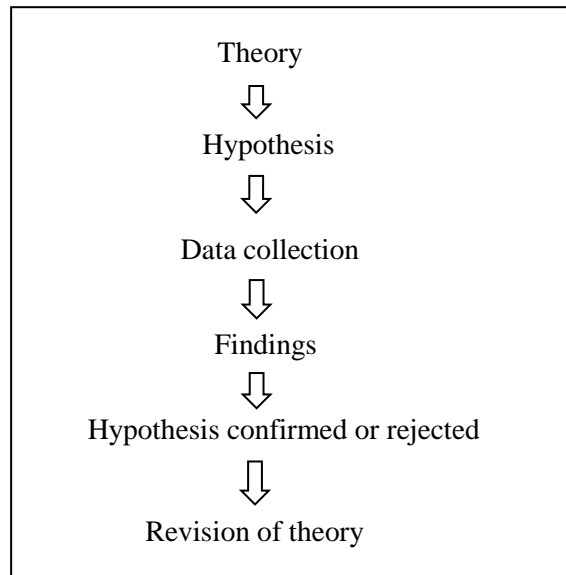 Theory
Hypothesis
Data collection
Findings
Hypothesis confirmed or rejected
Revision of theory